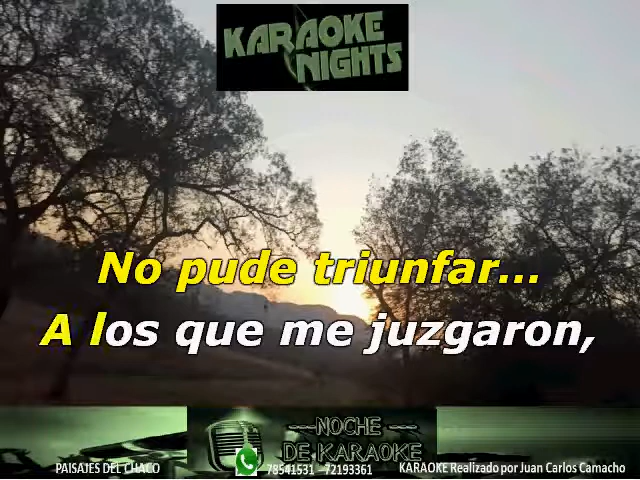 KARAOKE
NIGHTS
No pude triunfar...
A los que me juzgaron,
NOCHE
DE KARAOKE
PAISAJES DEL CHACO
78541531 - 72193361
KARAOKE Realizado por Juan Carlos Camacho